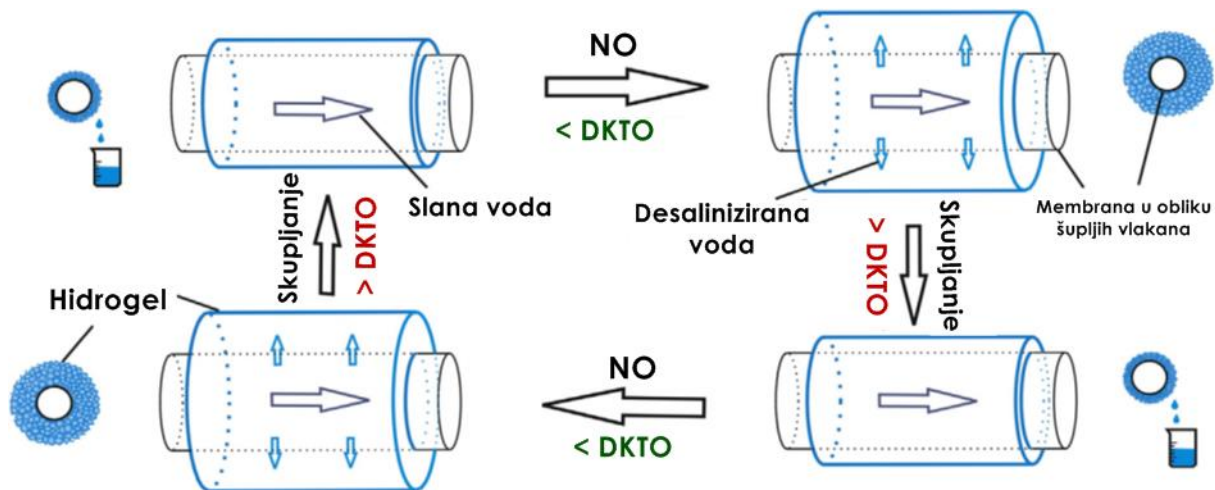 NO
< DKTO
Slana voda
Desalinizirana
voda
Membrana u obliku
šupljih vlakana
Skupljanje
> DKTO
> DKTO
Skupljanje
Hidrogel
NO
< DKTO